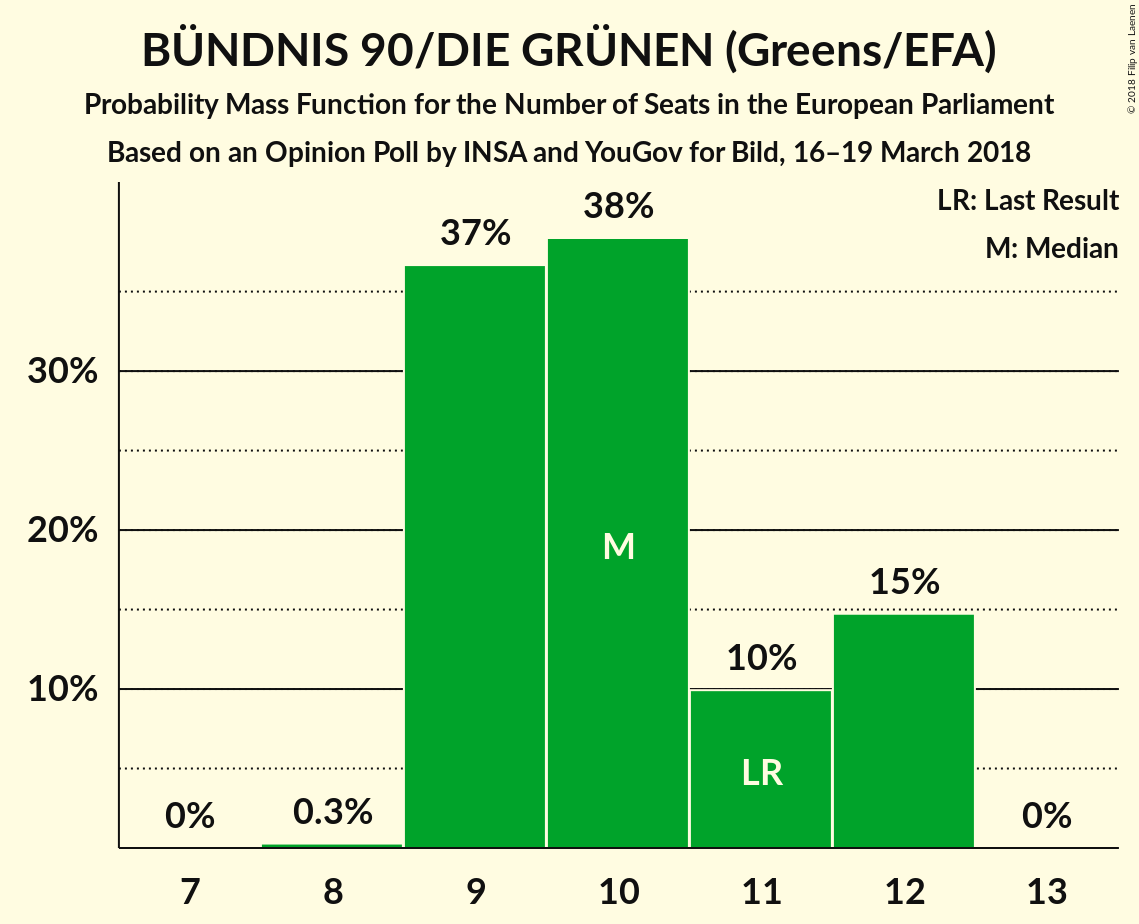 BÜNDNIS 90/DIE GRÜNEN (Greens/EFA)
Probability Mass Function for the Number of Seats in the European Parliament
Based on an Opinion Poll by INSA and YouGov for Bild, 16–19 March 2018
© 2018 Filip van Laenen
LR: Last Result
M: Median
38%
37%
30%
20%
10%
M
15%
10%
LR
0%
0.3%
0%
7 8 9 10 11 12 13